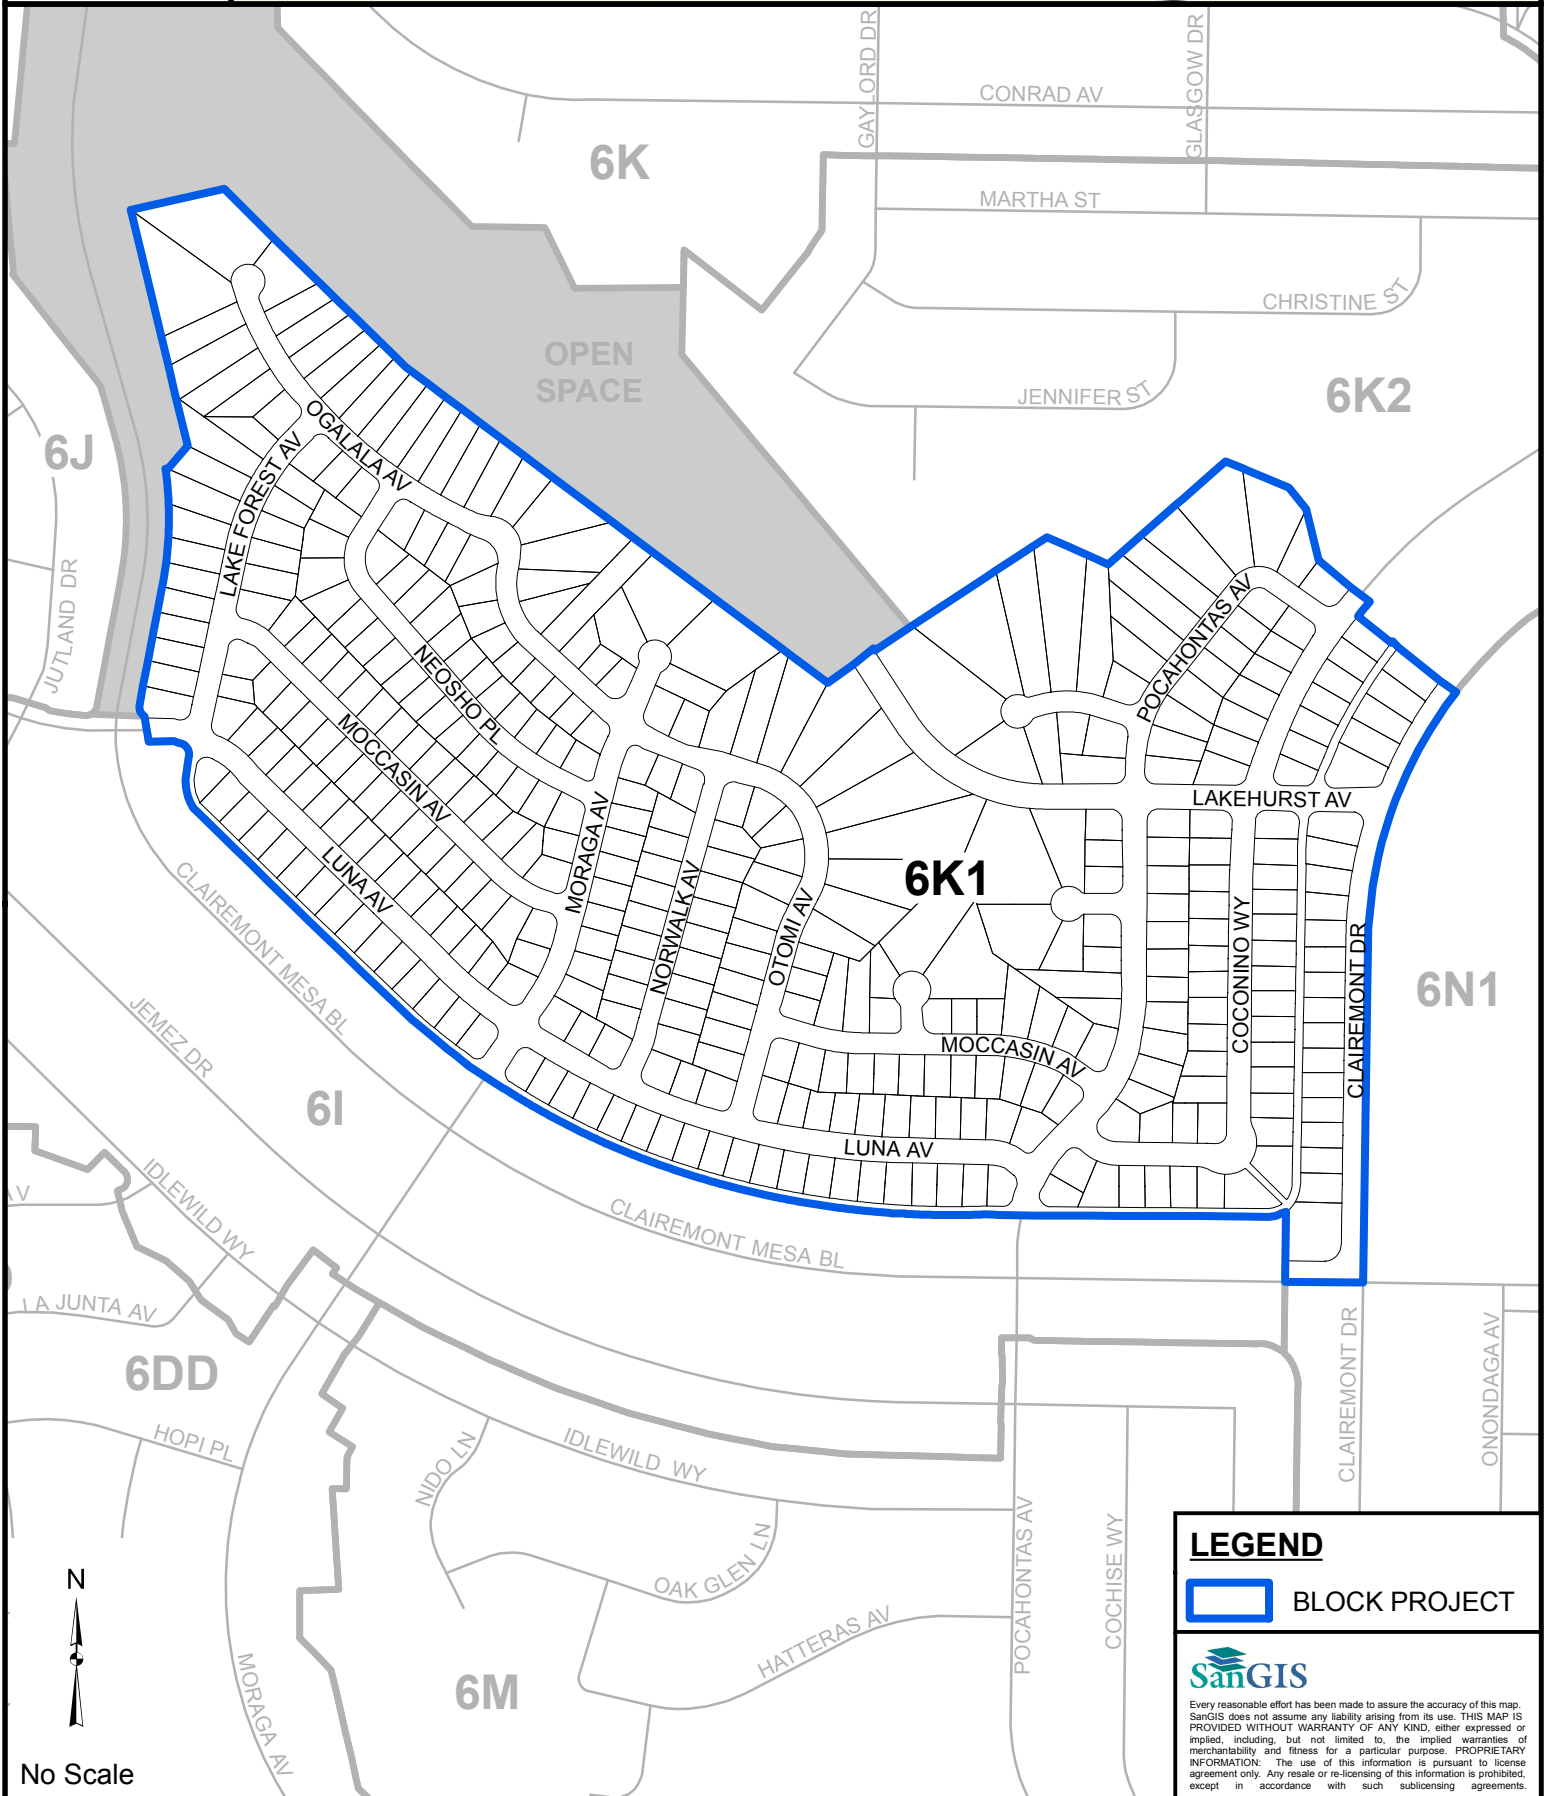 GAYLORD DR
GLASGOW DR
CONRAD AV
6K
MARTHA ST
CHRISTINE ST
OPEN
SPACE
JENNIFER ST
6K2
6J
OGALALA AV
LAKE FOREST AV
JUTLAND DR
POCAHONTAS AV
NEOSHO PL
MOCCASIN AV
LAKEHURST AV
MORAGA AV
LUNA AV
6K1
NORWALK AV
OTOMI AV
COCONINO WY
CLAIREMONT DR
6N1
CLAIREMONT MESA BL
JEMEZ DR
MOCCASIN AV
6I
LUNA AV
AV
IDLEWILD WY
CLAIREMONT MESA BL
LA JUNTA AV
6DD
CLAIREMONT DR
ONONDAGA AV
HOPI PL
NIDO LN
IDLEWILD WY
POCAHONTAS AV
COCHISE WY
OAK GLEN LN
HATTERAS AV
MORAGA AV
6M
N
No Scale
LEGEND
BLOCK PROJECT
SanGIS
Every reasonable effort has been made to assure the accuracy of this map.
SanGIS does not assume any liability arising from its use. THIS MAP IS
PROVIDED WITHOUT WARRANTY OF ANY KIND, either expressed or
implied, including, but not limited to, the implied warranties of
merchantability and fitness for a particular purpose. PROPRIETARY
INFORMATION: The use of this information is pursuant to license
agreement only. Any resale or re-licensing of this information is prohibited,
except in accordance with such sublicensing agreements.